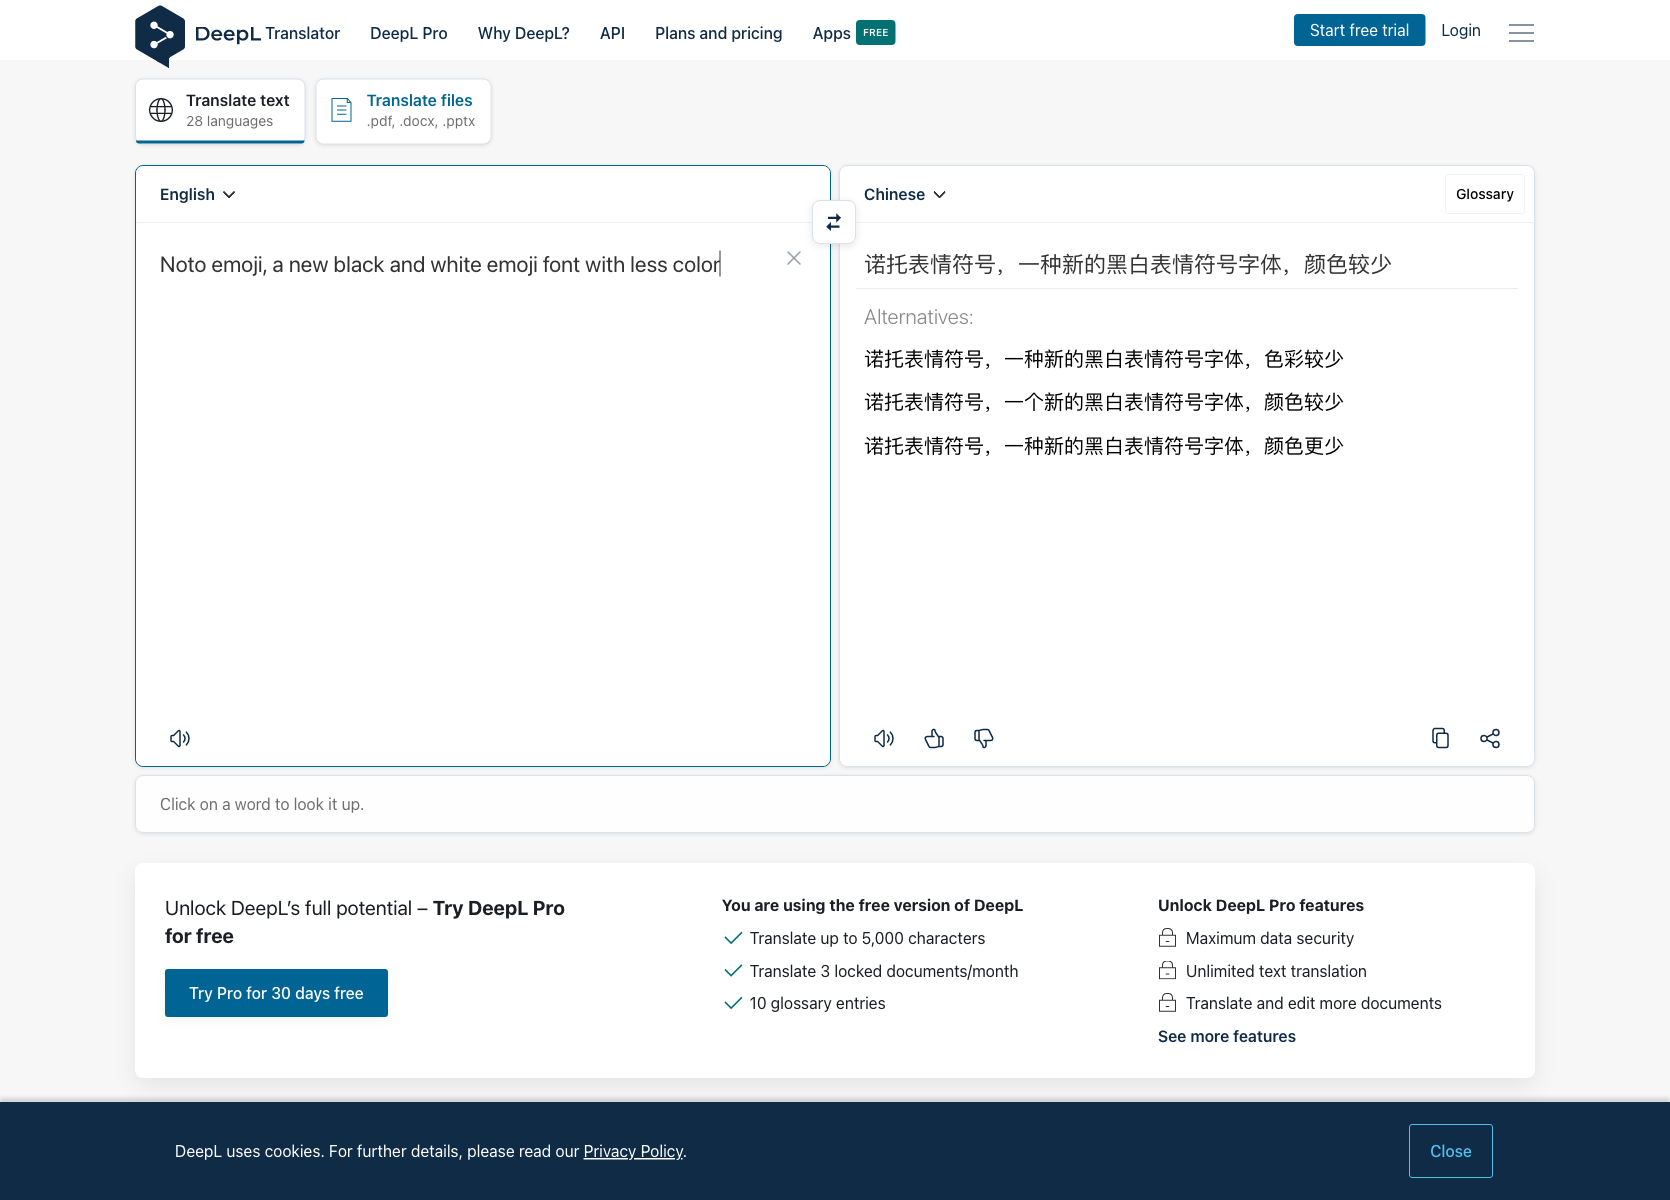 DeepL Translator DeepL Pro Why DeepL? API Plans and pricing Apps FREE Start free trial Login
Translate text
28 languages
Translate files
.pdf, .docx, .pptx
English
Noto emoji, a new black and white emoji font with less color
Chinese
Glossary
诺托表情符号，一种新的黑白表情符号字体，颜色较少
Alternatives:
诺托表情符号，一种新的黑白表情符号字体，色彩较少
诺托表情符号，一个新的黑白表情符号字体，颜色较少
诺托表情符号，一种新的黑白表情符号字体，颜色更少
Click on a word to look it up.
Unlock DeepL’s full potential – Try DeepL Pro
for free
Try Pro for 30 days free
You are using the free version of DeepL
Translate up to 5,000 characters
Translate 3 locked documents/month
10 glossary entries
Unlock DeepL Pro features
Maximum data security
Unlimited text translation
Translate and edit more documents
See more features
DeepL uses cookies. For further details, please read our Privacy Policy.
Close